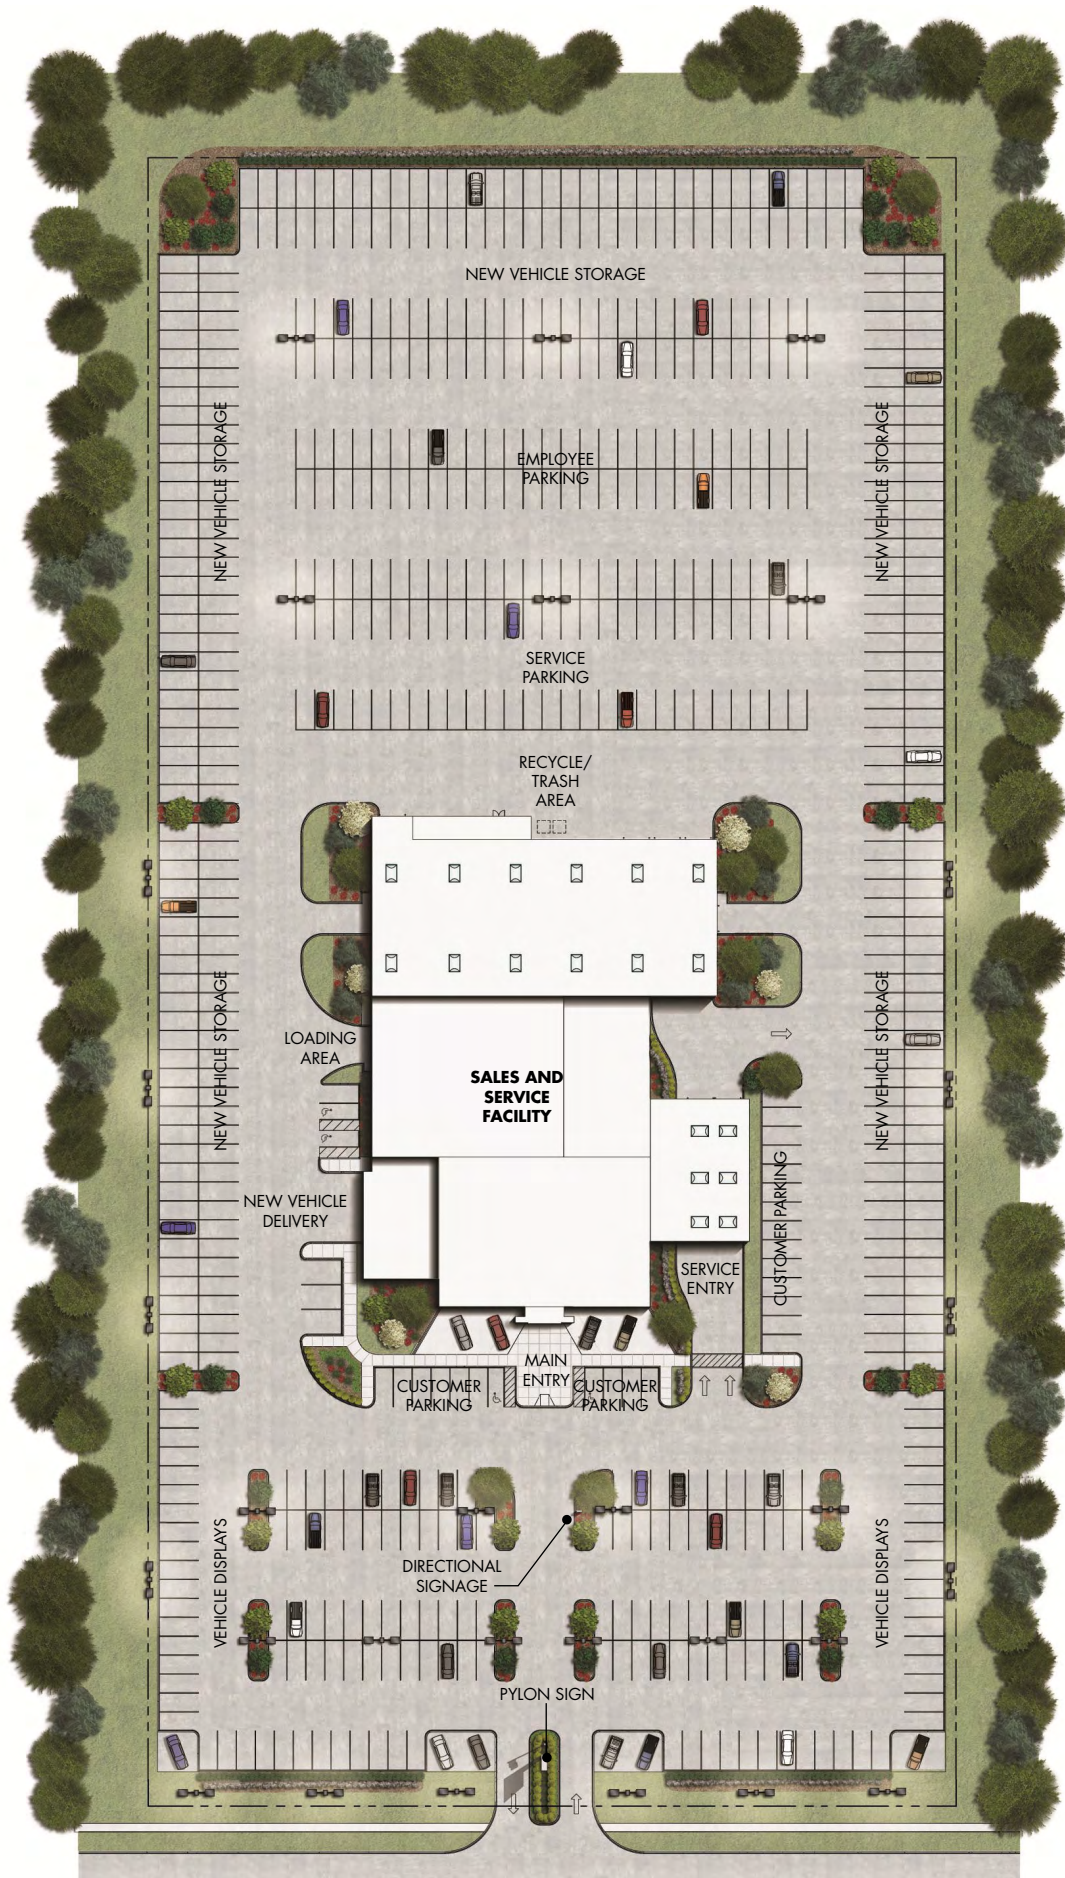 NEW VEHICLE STORAGE
NEW VEHICLE STORAGE
NEW VEHICLE STORAGE
EMPLOYEE
PARKING
SERVICE
PARKING
RECYCLE/
TRASH
AREA
NEW VEHICLE STORAGE
NEW VEHICLE STORAGE
LOADING
AREA
SALES AND
SERVICE
FACILITY
NEW VEHICLE
DELIVERY
CUSTOMER PARKING
SERVICE
ENTRY
MAIN
ENTRY
CUSTOMER
PARKING
CUSTOMER
PARKING
VEHICLE DISPLAYS
DIRECTIONAL
SIGNAGE
VEHICLE DISPLAYS
PYLON SIGN